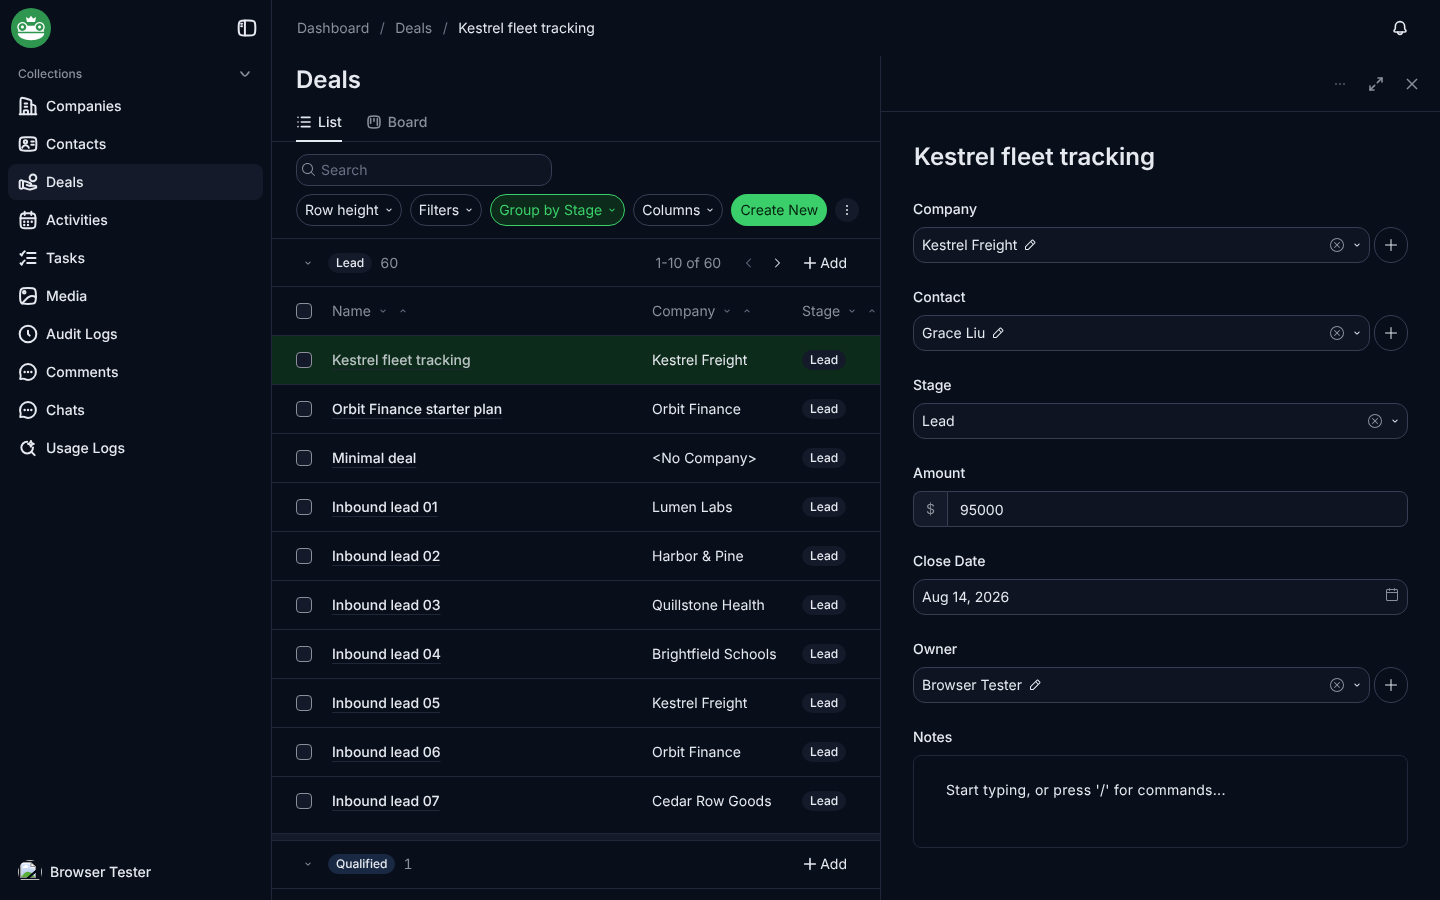 Dashboard / Deals / Kestrel fleet tracking
Collections
Companies
Contacts
Deals
Activities
Tasks
Media
Audit Logs
Comments
Chats
Usage Logs
Browser Tester
Deals
List
Board
Search
Row height
Filters
Group by Stage
Columns
Create New
Lead 60 1-10 of 60 Add
Name Company Stage
Kestrel fleet tracking Kestrel Freight Lead
Orbit Finance starter plan Orbit Finance Lead
Minimal deal <No Company> Lead
Inbound lead 01 Lumen Labs Lead
Inbound lead 02 Harbor & Pine Lead
Inbound lead 03 Quillstone Health Lead
Inbound lead 04 Brightfield Schools Lead
Inbound lead 05 Kestrel Freight Lead
Inbound lead 06 Orbit Finance Lead
Inbound lead 07 Cedar Row Goods Lead
Qualified 1 Add
Kestrel fleet tracking
Company
Kestrel Freight
Contact
Grace Liu
Stage
Lead
Amount
$ 95000
Close Date
Aug 14, 2026
Owner
Browser Tester
Notes
Start typing, or press '/' for commands...